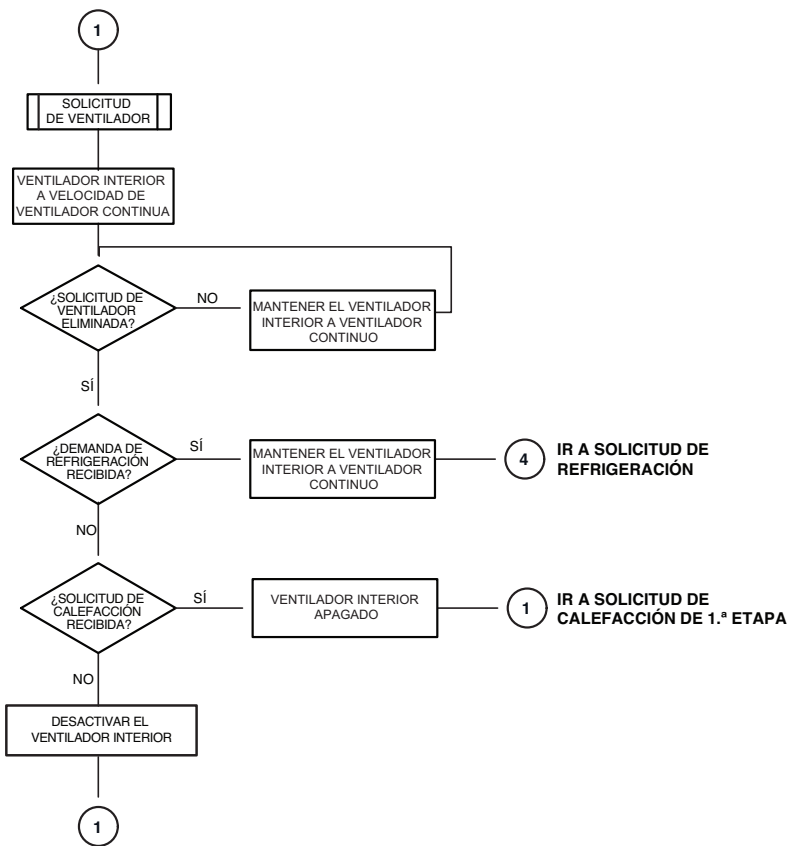 1
SOLICITUD
DE VENTILADOR
VENTILADOR INTERIOR
A VELOCIDAD DE
VENTILADOR CONTINUA
¿SOLICITUD DE
VENTILADOR
ELIMINADA?
NO
MANTENER EL VENTILADOR
INTERIOR A VENTILADOR
CONTINUO
SÍ
¿DEMANDA DE
REFRIGERACIÓN
RECIBIDA?
SÍ
MANTENER EL VENTILADOR
INTERIOR A VENTILADOR
CONTINUO
4
IR A SOLICITUD DE
REFRIGERACIÓN
NO
¿SOLICITUD DE
CALEFACCIÓN
RECIBIDA?
SÍ
VENTILADOR INTERIOR
APAGADO
1
IR A SOLICITUD DE
CALEFACCIÓN DE 1.ª ETAPA
NO
DESACTIVAR EL
VENTILADOR INTERIOR
1